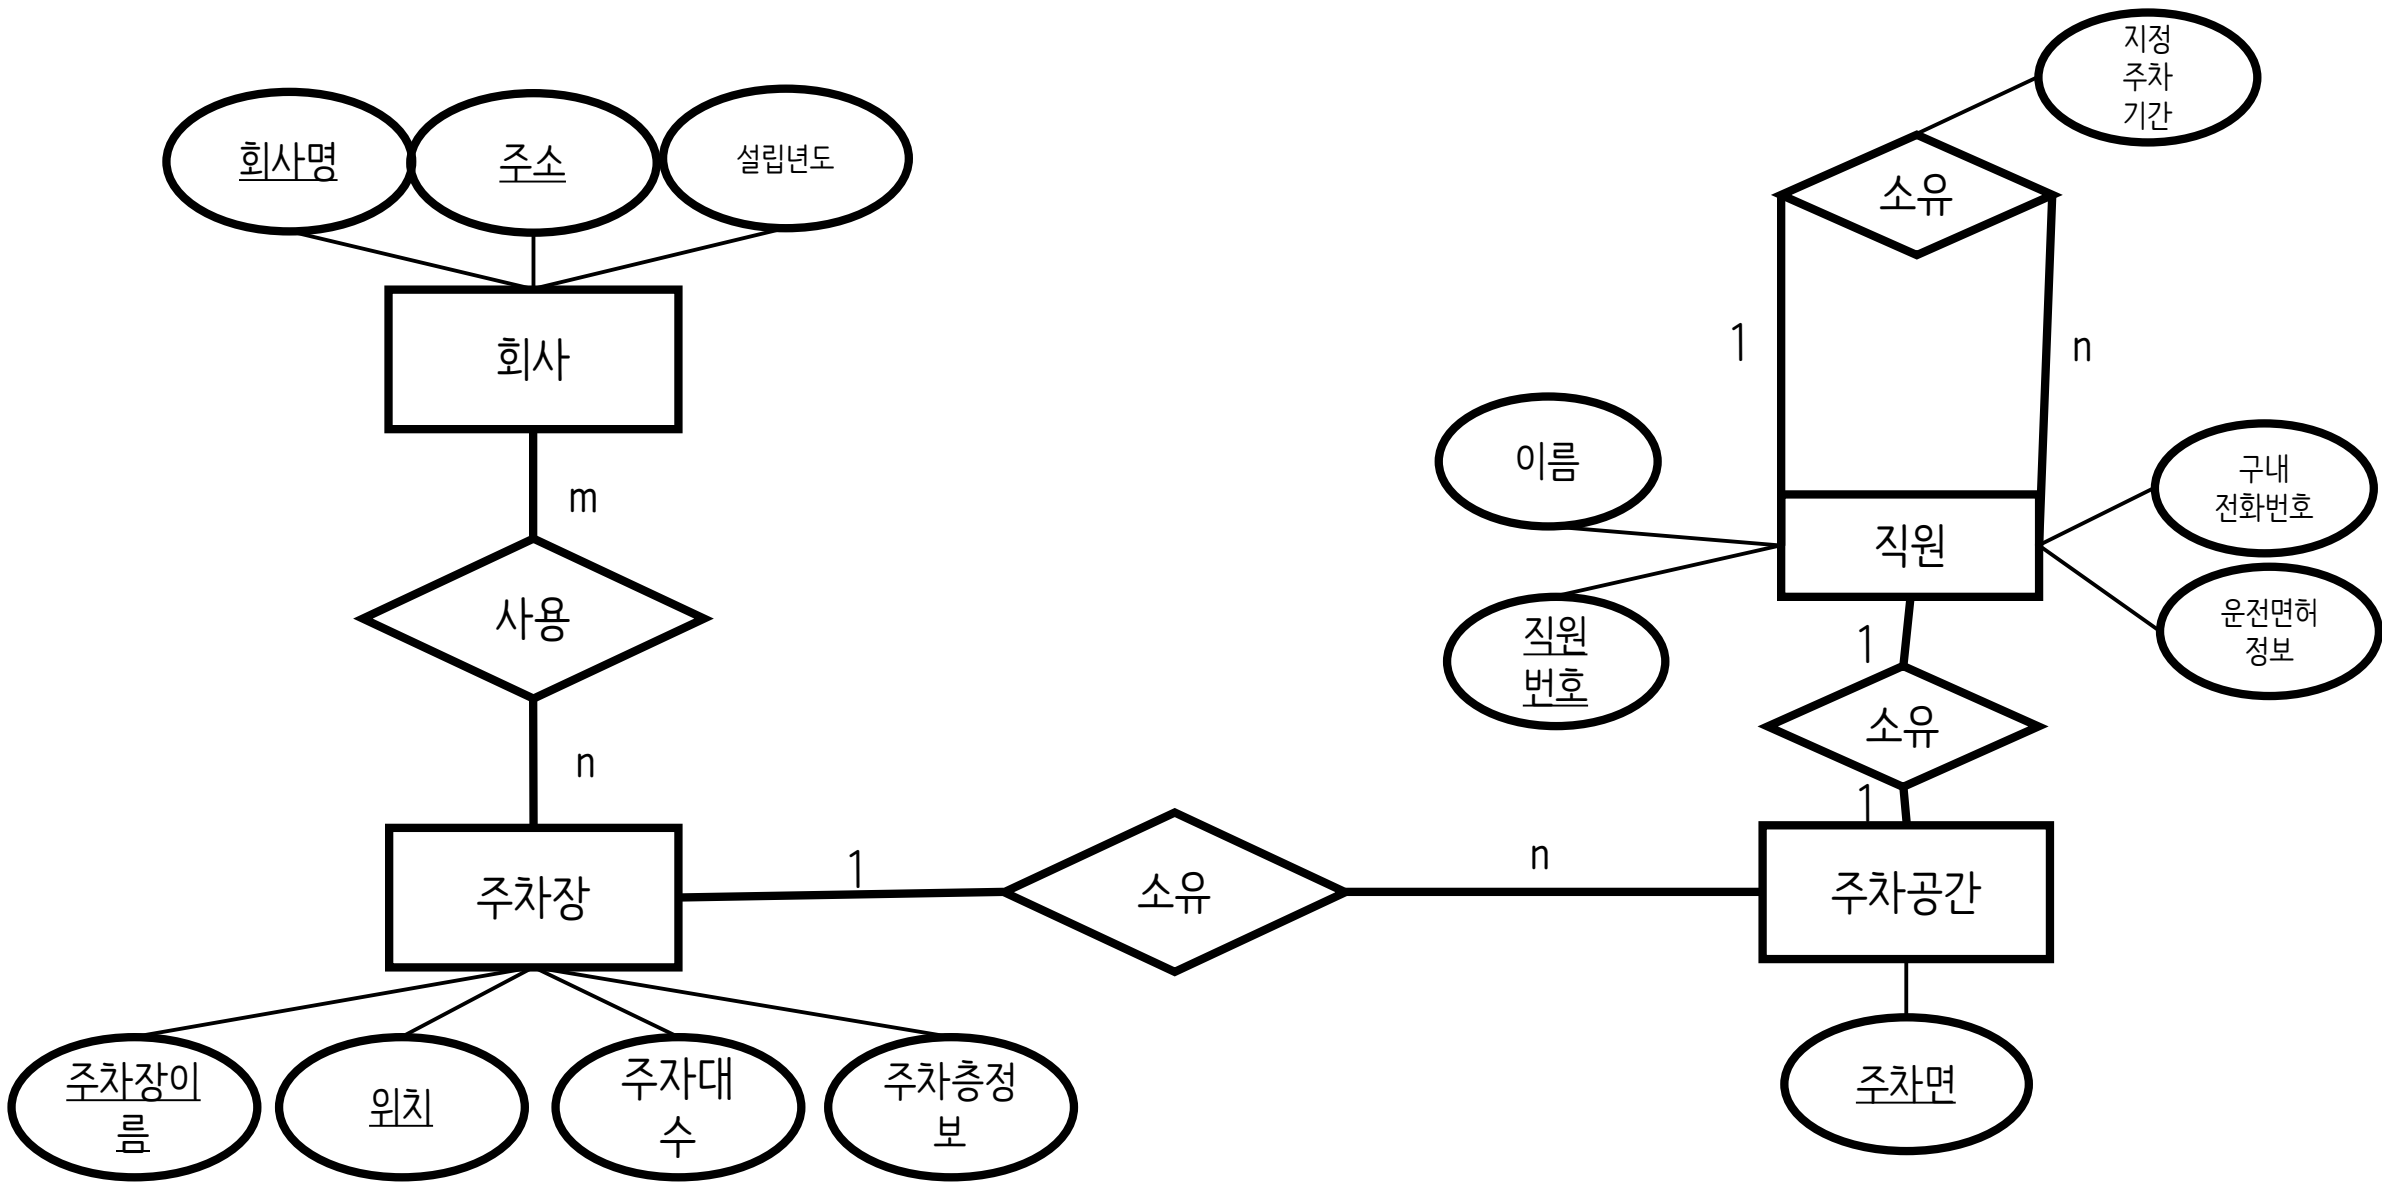 지정
주차
기간
회사명
주소
설립년도
소유
회사
1
n
이름
구내
전화번호
m
직원
사용
직원
번호
운전면허
정보
1
소유
n
1
1
n
주차장
소유
주차공간
주차장이
름
위치
주자대
수
주차층정
보
주차면